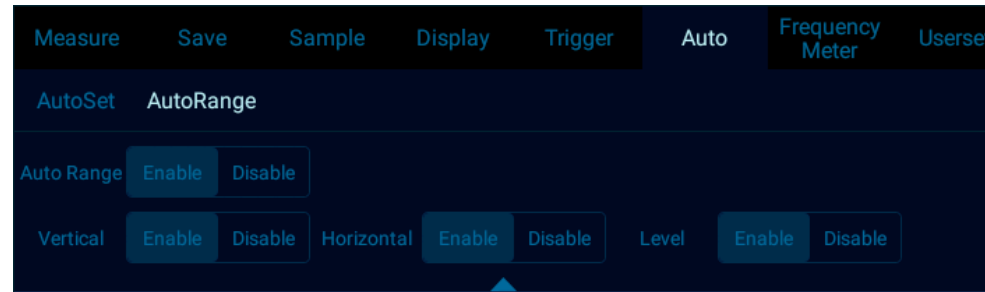 Measure Save Sample Display Trigger Auto Frequency Meter Userse
AutoSet AutoRange
Auto Range Enable Disable
Vertical Enable Disable Horizontal Enable Disable Level Enable Disable